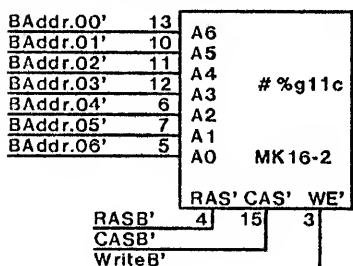 BAddr.00' 13 A6
BAddr.01' 10 A5
BAddr.02' 11 A4
BAddr.03' 12 A3 # %g11c
BAddr.04' 6 A2
BAddr.05' 7 A1
BAddr.06' 5 A0 MK16-2
RAS' CAS' WE'
RASB' 4 15 3
CASB'
WriteB'